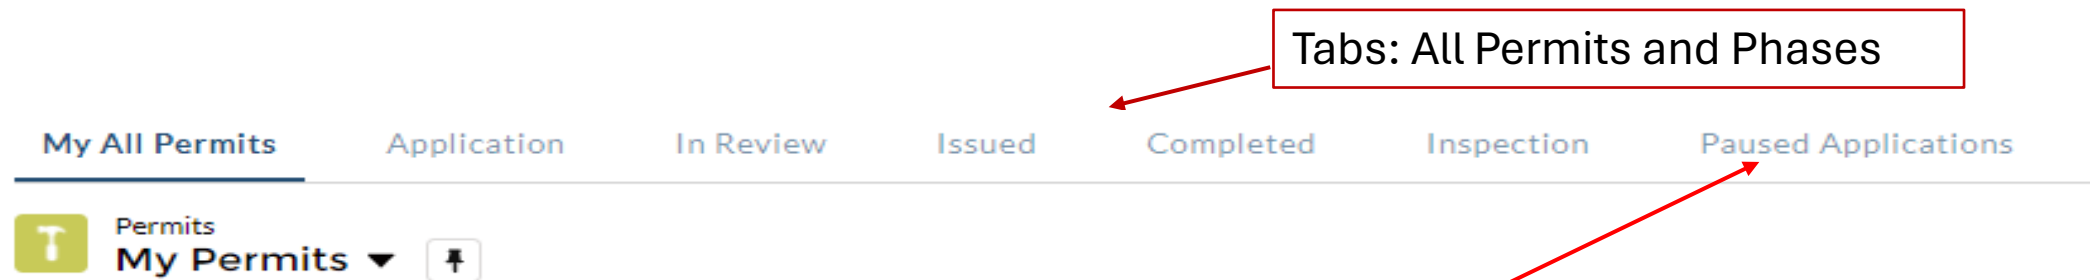 Tabs: All Permits and Phases
My All Permits Application In Review Issued Completed Inspection Paused Applications
Permits
My Permits